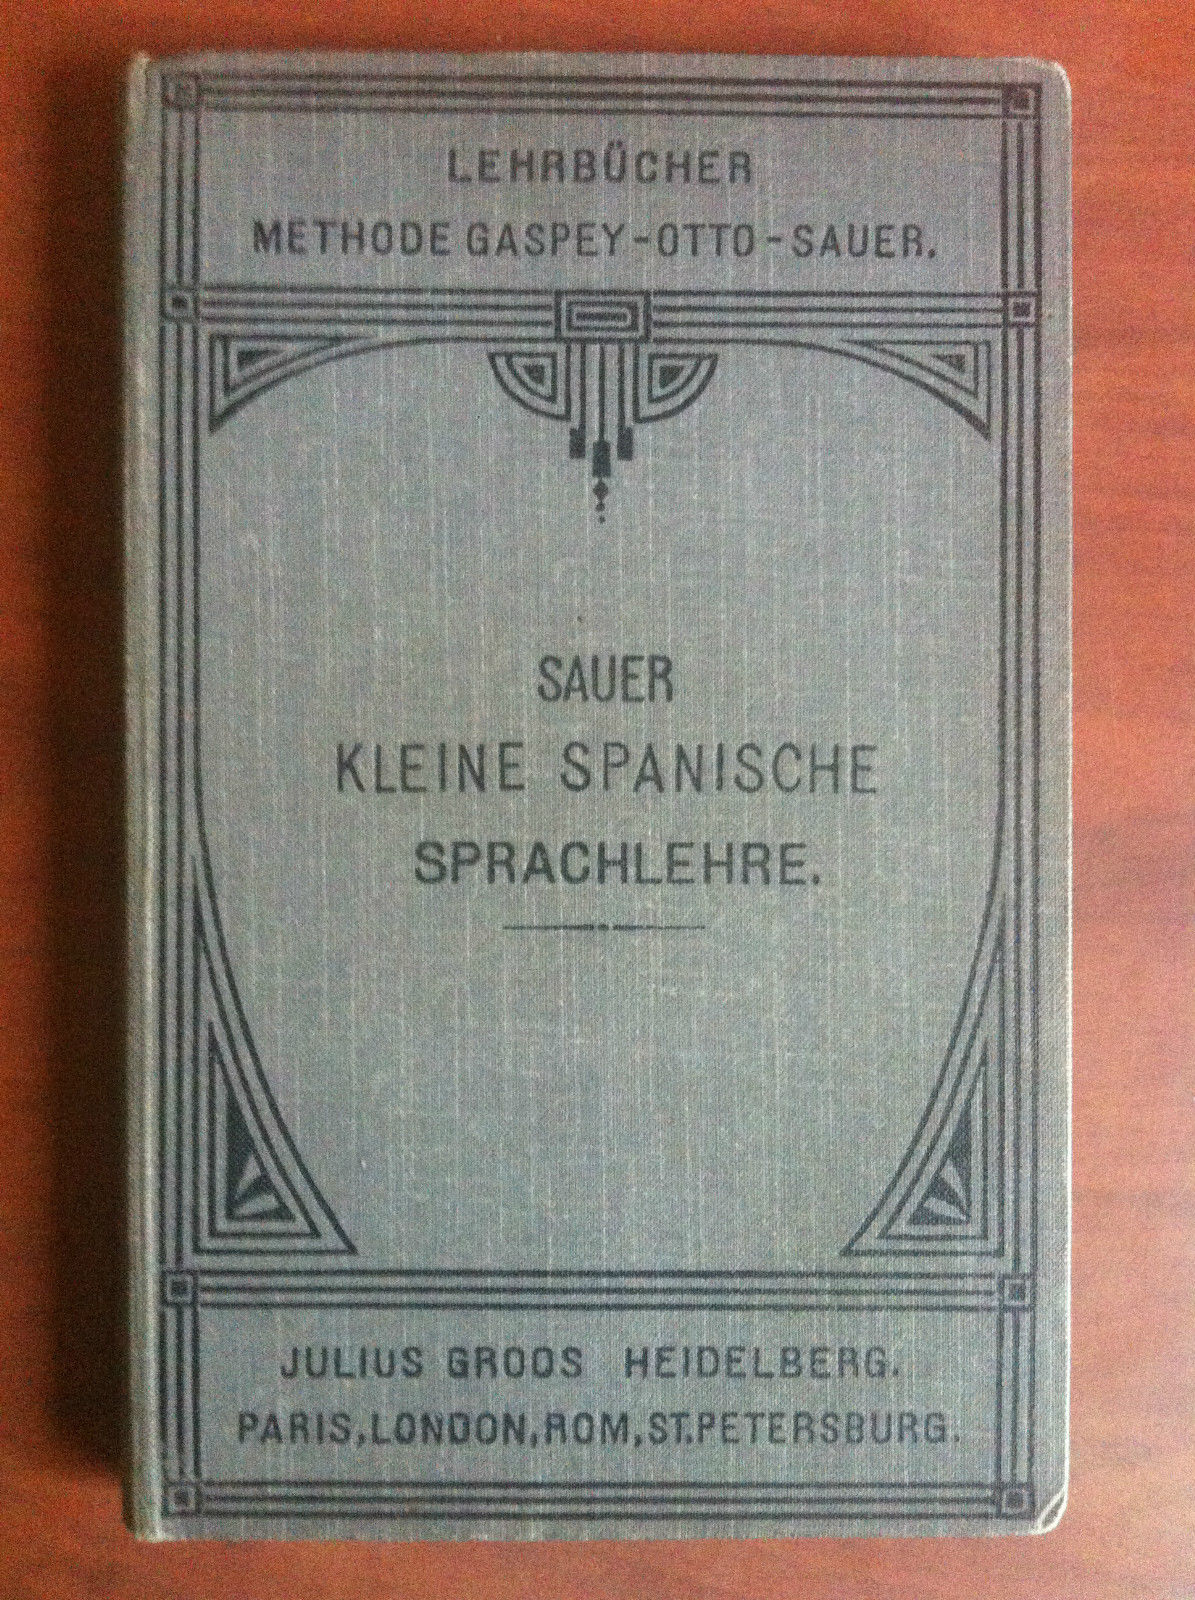 LEHRBÜCHER
METHODE GASPEY-OTTO-SAUER.
SAUER
KLEINE SPANISCHE
SPRACHLEHRE.
JULIUS GROOS HEIDELBERG.
PARIS, LONDON, ROM, ST. PETERSBURG.